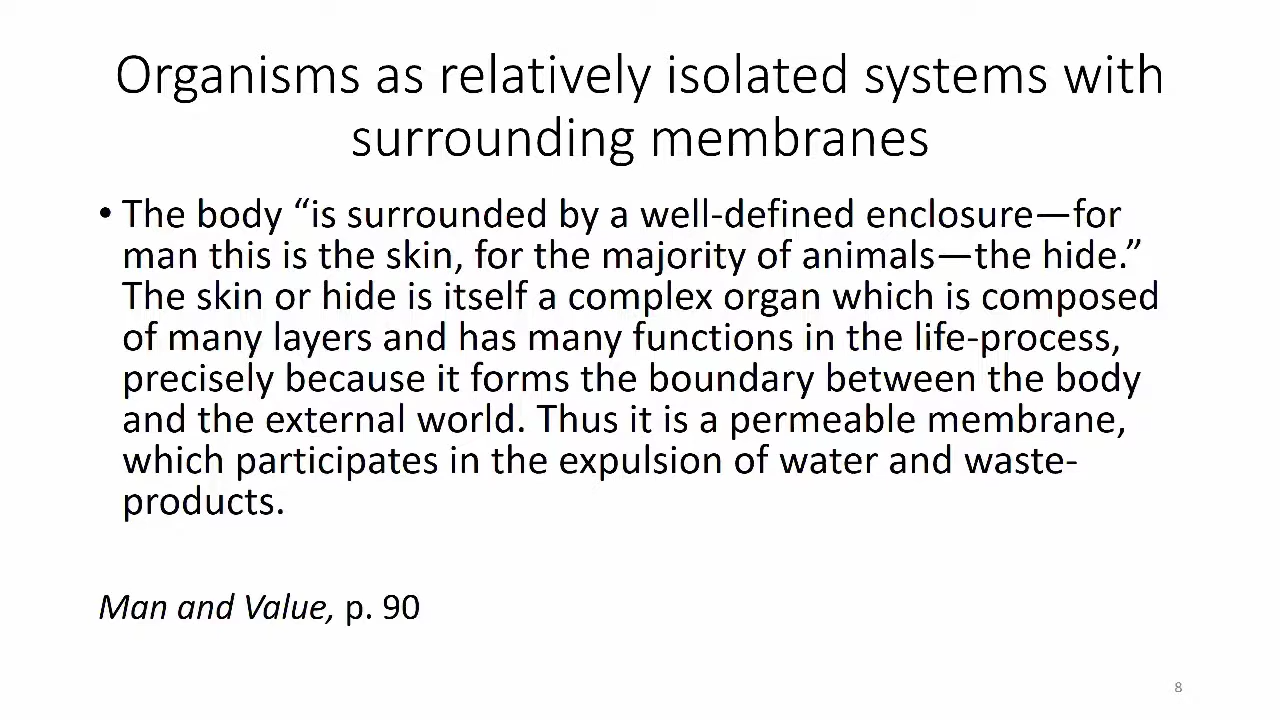 Organisms as relatively isolated systems with
surrounding membranes
• The body “is surrounded by a well-defined enclosure—for
man this is the skin, for the majority of animals—the hide.”
The skin or hide is itself a complex organ which is composed
of many layers and has many functions in the life-process,
precisely because it forms the boundary between the body
and the external world. Thus it is a permeable membrane,
which participates in the expulsion of water and waste-
products.
Man and Value, p. 90
8